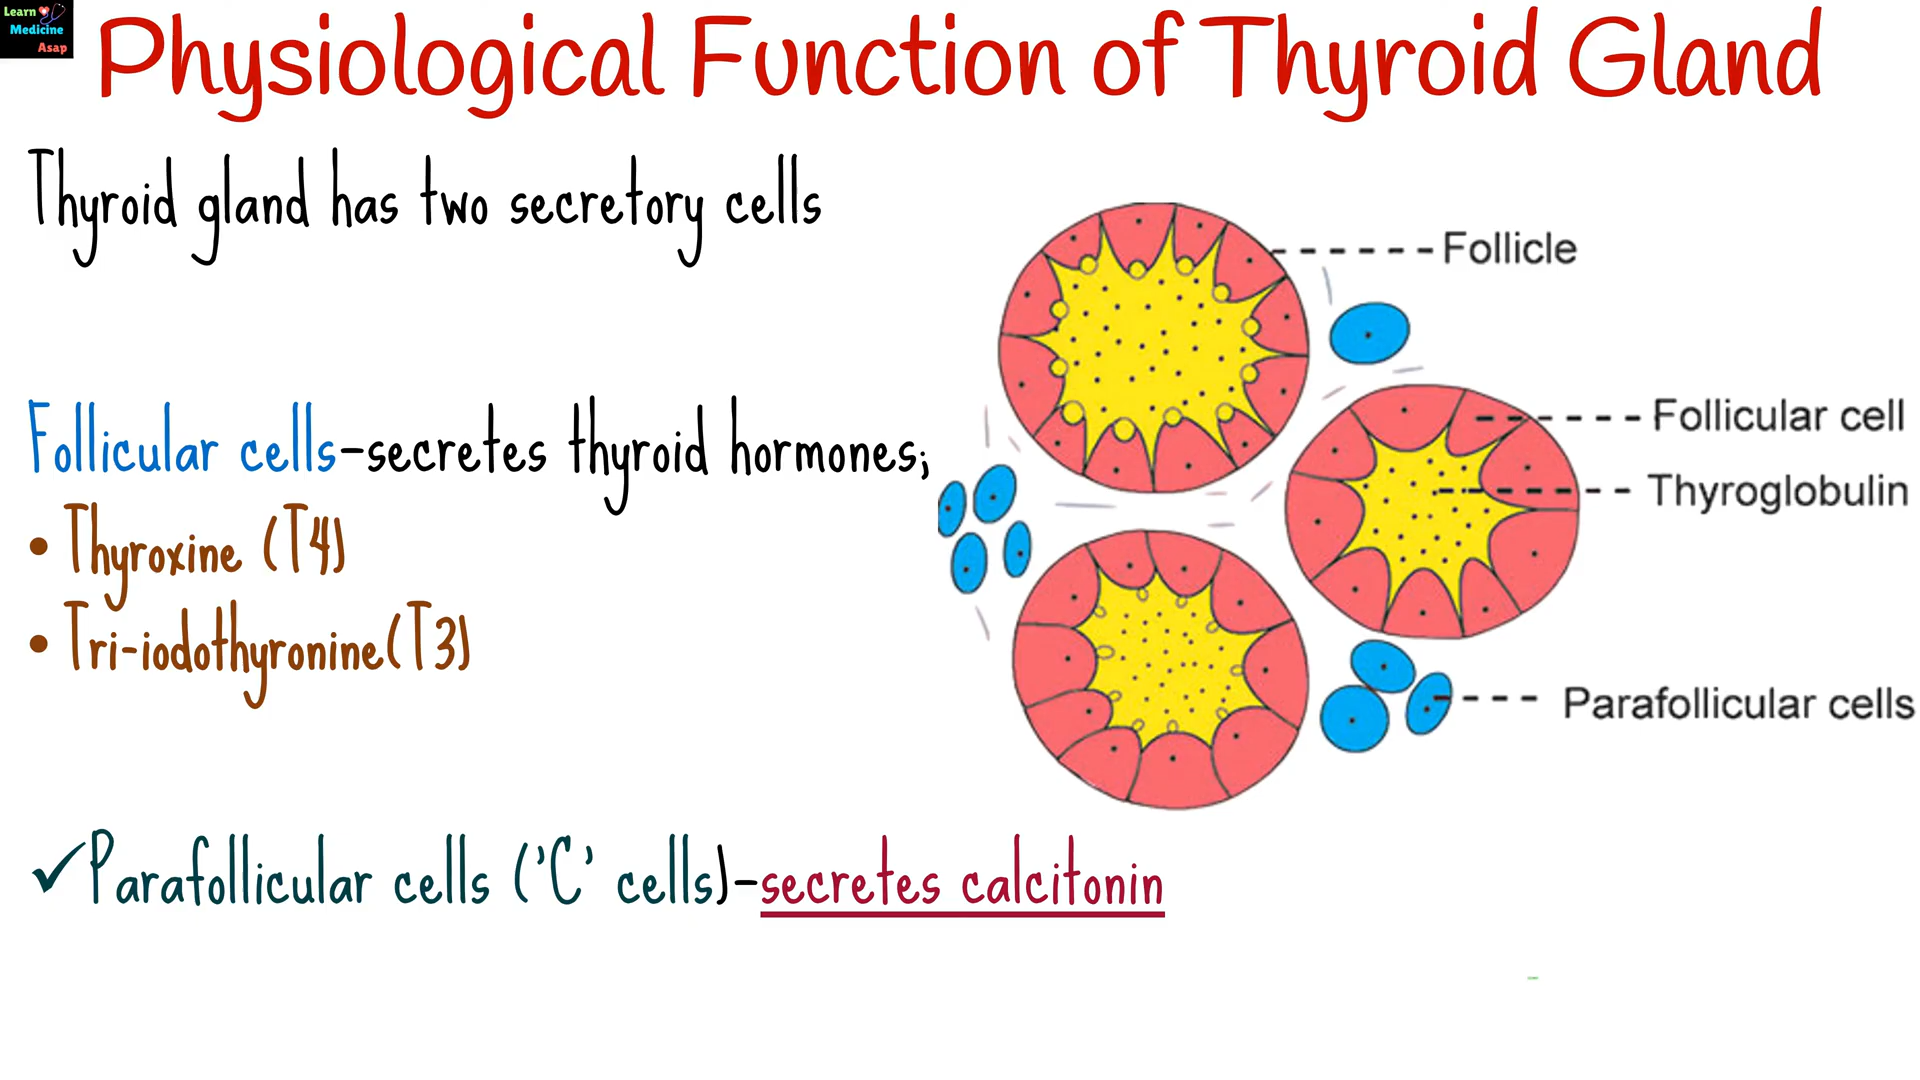 Learn
Medicine
Asap
Physiological Function of Thyroid Gland
Thyroid gland has two secretory cells
Follicular cells-secretes thyroid hormones;
• Thyroxine (T4)
• Tri-iodothyronine(T3)
✓Parafollicular cells ('C' cells)-secretes calcitonin
Follicle
Follicular cell
Thyroglobulin
Parafollicular cells